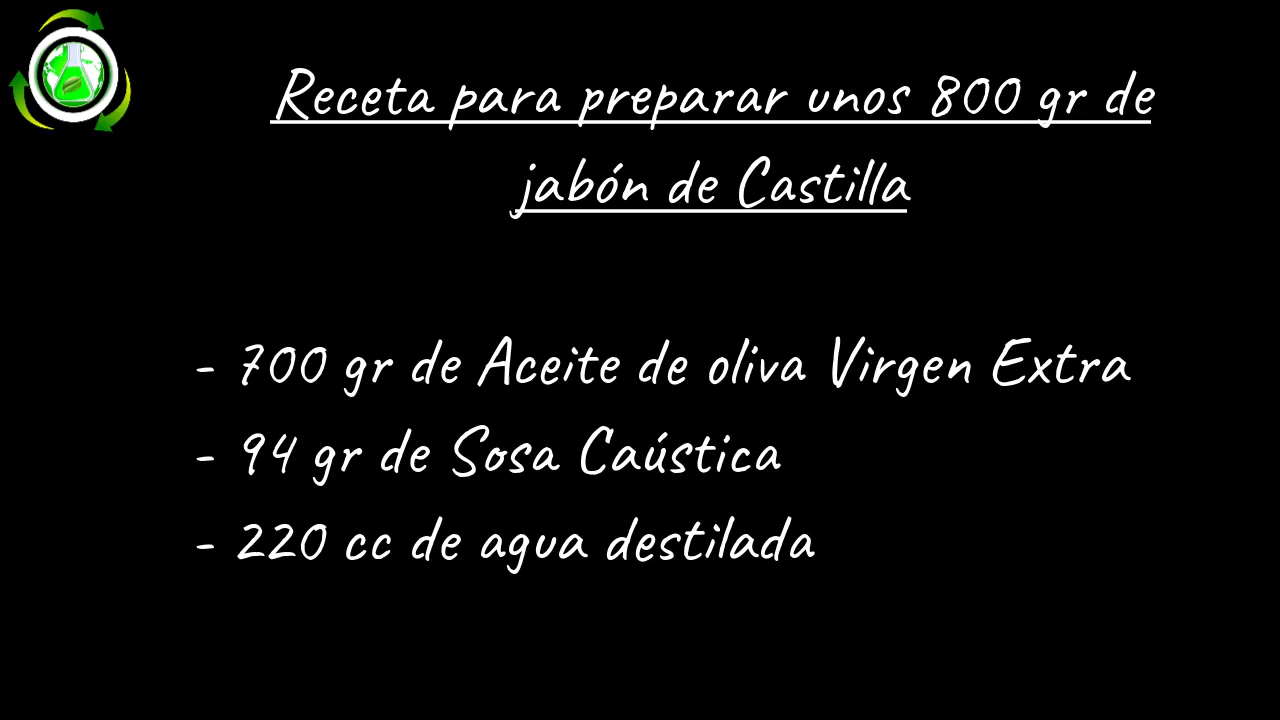 Receta para preparar unos 800 gr de
jabón de Castilla
- 700 gr de Aceite de oliva Virgen Extra
- 94 gr de Sosa Caústica
- 220 cc de agua destilada